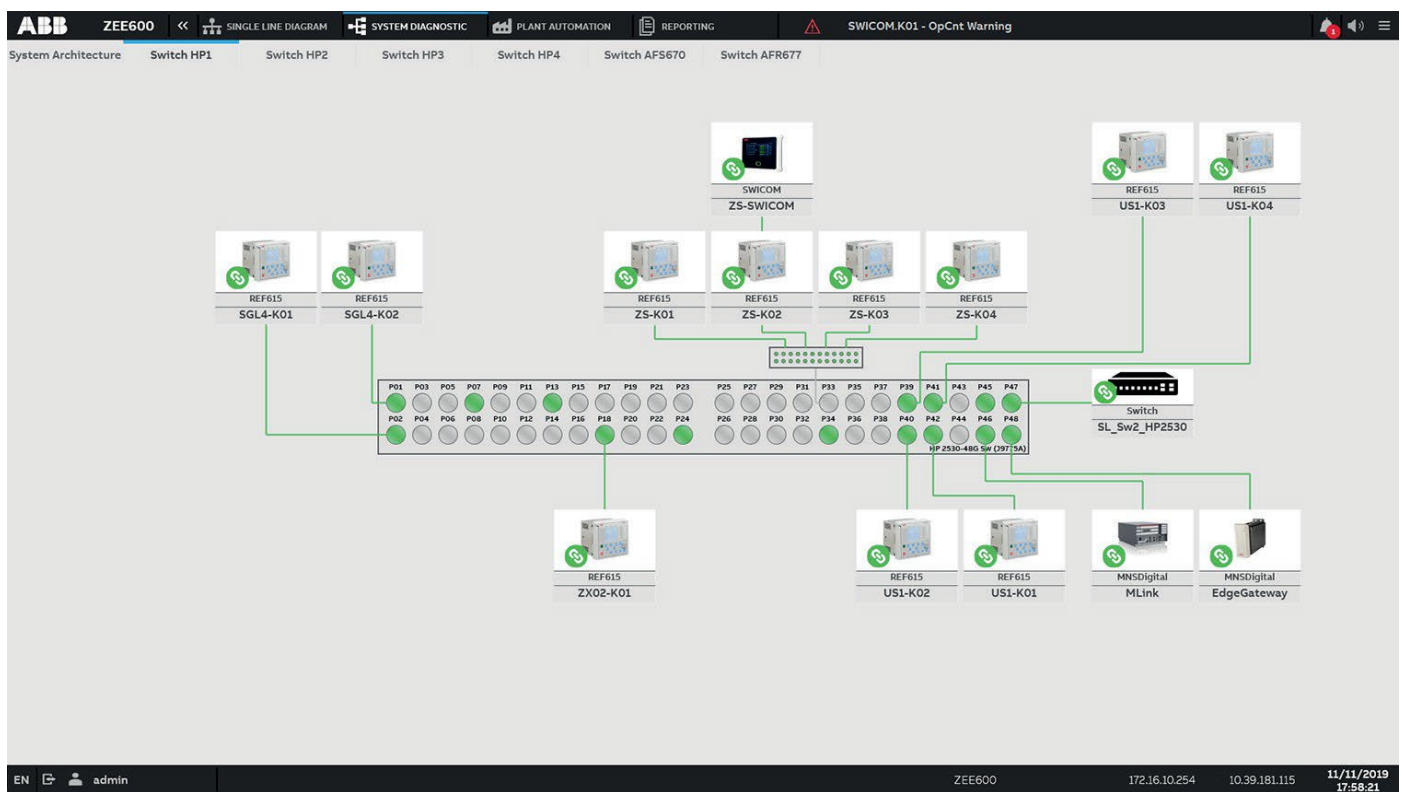 ABB ZEE600 « SINGLE LINE DIAGRAM SYSTEM DIAGNOSTIC PLANT AUTOMATION REPORTING SWICOM.K01 - OpCnt Warning 1
System Architecture Switch HP1 Switch HP2 Switch HP3 Switch HP4 Switch AFS670 Switch AFR677
SWICOM
ZS-SWICOM
REF615 REF615
US1-K03 US1-K04
REF615 REF615 REF615 REF615 REF615 REF615
SGL4-K01 SGL4-K02 ZS-K01 ZS-K02 ZS-K03 ZS-K04
P01 P03 P05 P07 P09 P11 P13 P15 P17 P19 P21 P23 P25 P27 P29 P31 P33 P35 P37 P39 P41 P43 P45 P47
P02 P04 P06 P08 P10 P12 P14 P16 P18 P20 P22 P24 P26 P28 P30 P32 P34 P36 P38 P40 P42 P44 P46 P48
HP 2530-48G Sw (J9775A)
Switch
SL_Sw2_HP2530
REF615 REF615 REF615 MNSDigital MNSDigital
ZX02-K01 US1-K02 US1-K01 MLink EdgeGateway
EN admin ZEE600 172.16.10.254 10.39.181.115 11/11/2019
17:58:21